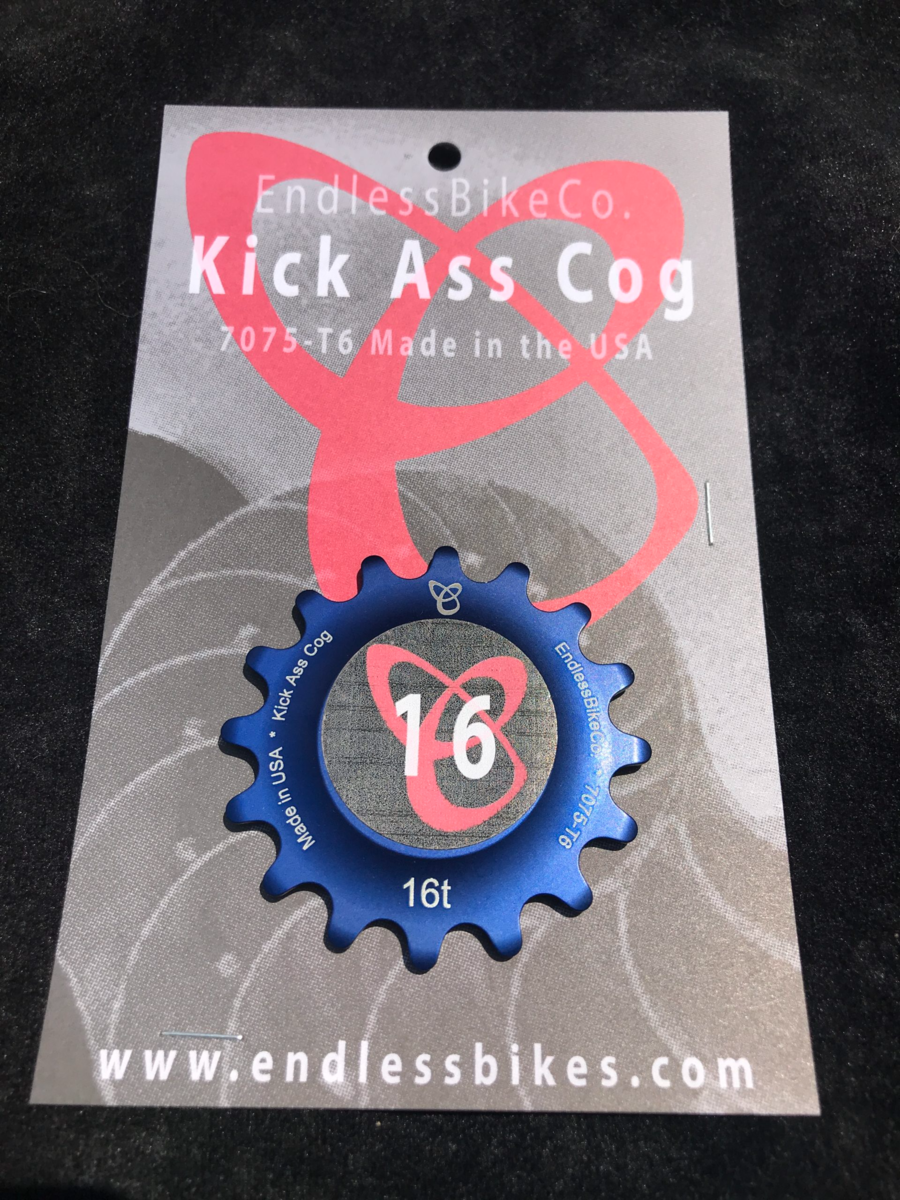 EndlessBikeCo.
Kick Ass Cog
7075-T6 Made in the USA
Made in USA * Kick Ass Cog
EndlessBikeCo. * 7075-T6
16
16t
www.endlessbikes.com